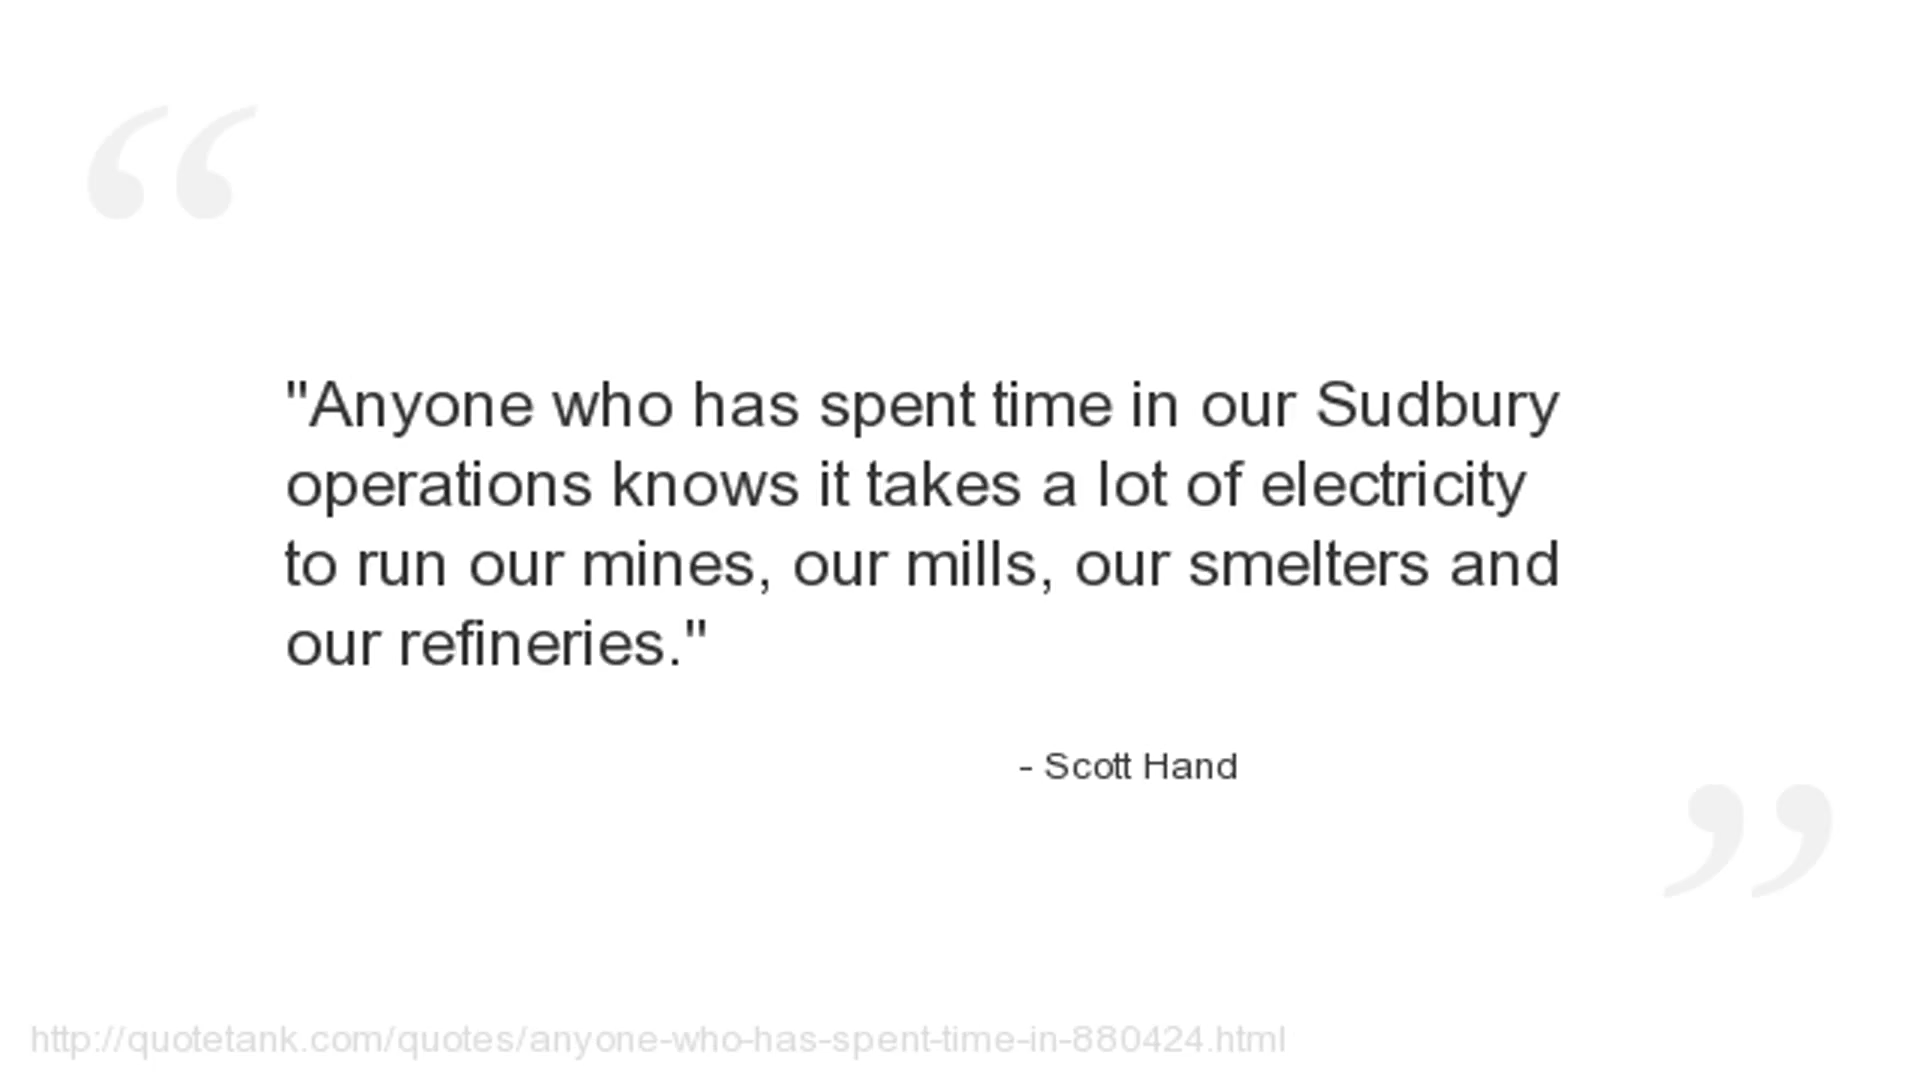 "Anyone who has spent time in our Sudbury
operations knows it takes a lot of electricity
to run our mines, our mills, our smelters and
our refineries."
- Scott Hand
http://quotetank.com/quotes/anyone-who-has-spent-time-in-880424.html